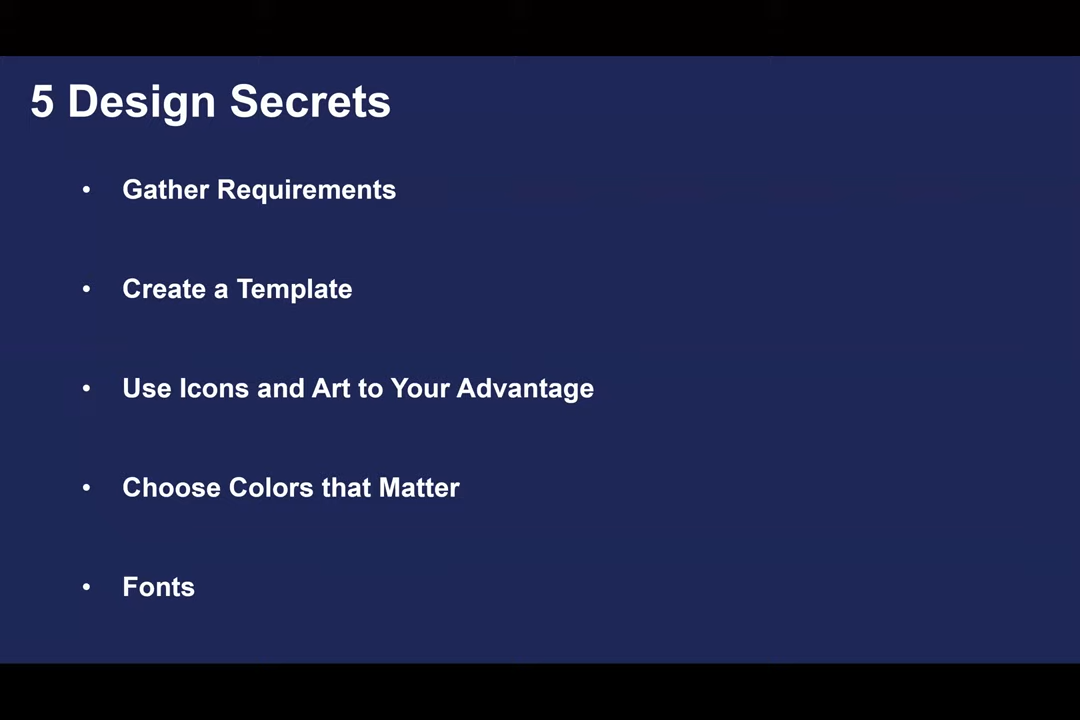 5 Design Secrets
• Gather Requirements
• Create a Template
• Use Icons and Art to Your Advantage
• Choose Colors that Matter
• Fonts